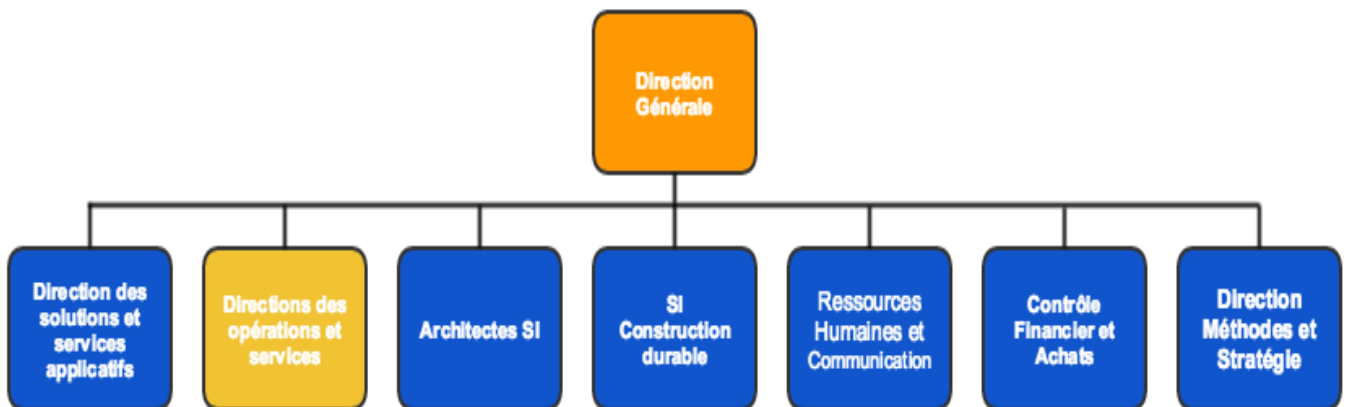 Direction
Générale
Direction des
solutions et
services
applicatifs
Directions des
opérations et
services
Architectes SI
SI
Construction
durable
Ressources
Humaines et
Communication
Contrôle
Financier et
Achats
Direction
Méthodes et
Stratégie